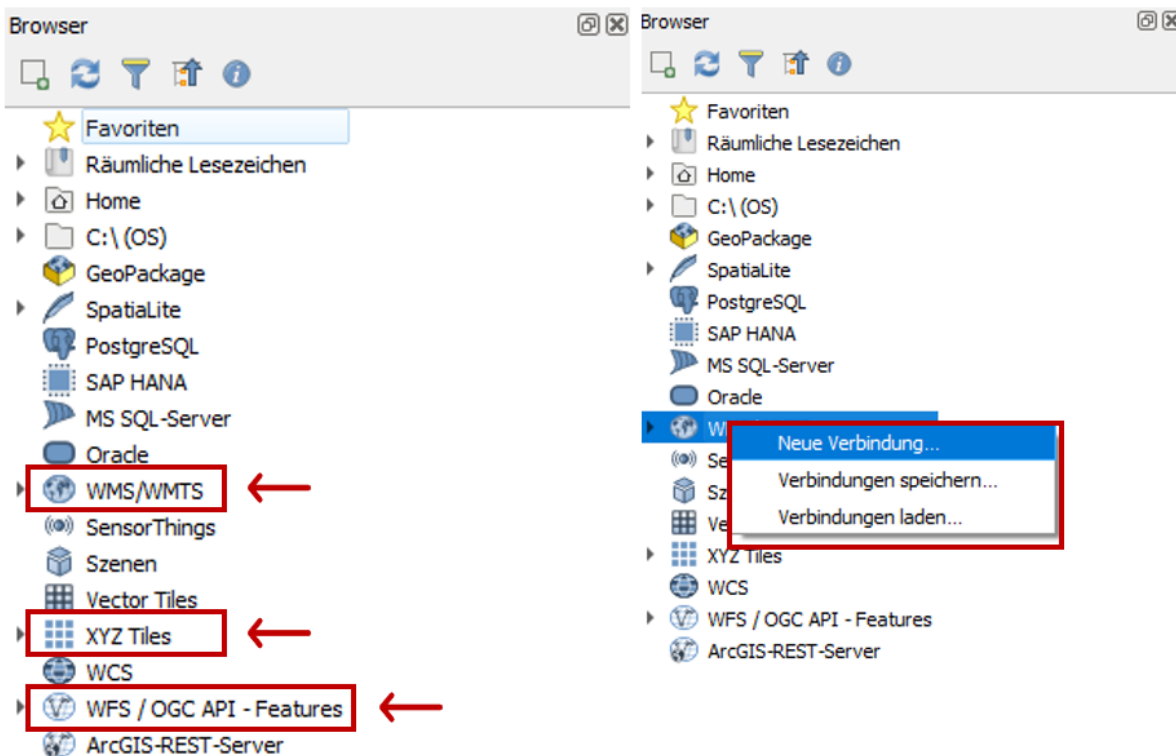 Browser
Favoriten
Räumliche Lesezeichen
Home
C:\ (OS)
GeoPackage
SpatiaLite
PostgreSQL
SAP HANA
MS SQL-Server
Oracle
WMS/WMTS
SensorThings
Szenen
Vector Tiles
XYZ Tiles
WCS
WFS / OGC API - Features
ArcGIS-REST-Server
Browser
Favoriten
Räumliche Lesezeichen
Home
C:\ (OS)
GeoPackage
SpatiaLite
PostgreSQL
SAP HANA
MS SQL-Server
Oracle
Neue Verbindung...
Verbindungen speichern...
Verbindungen laden...
XYZ Tiles
WCS
WFS / OGC API - Features
ArcGIS-REST-Server